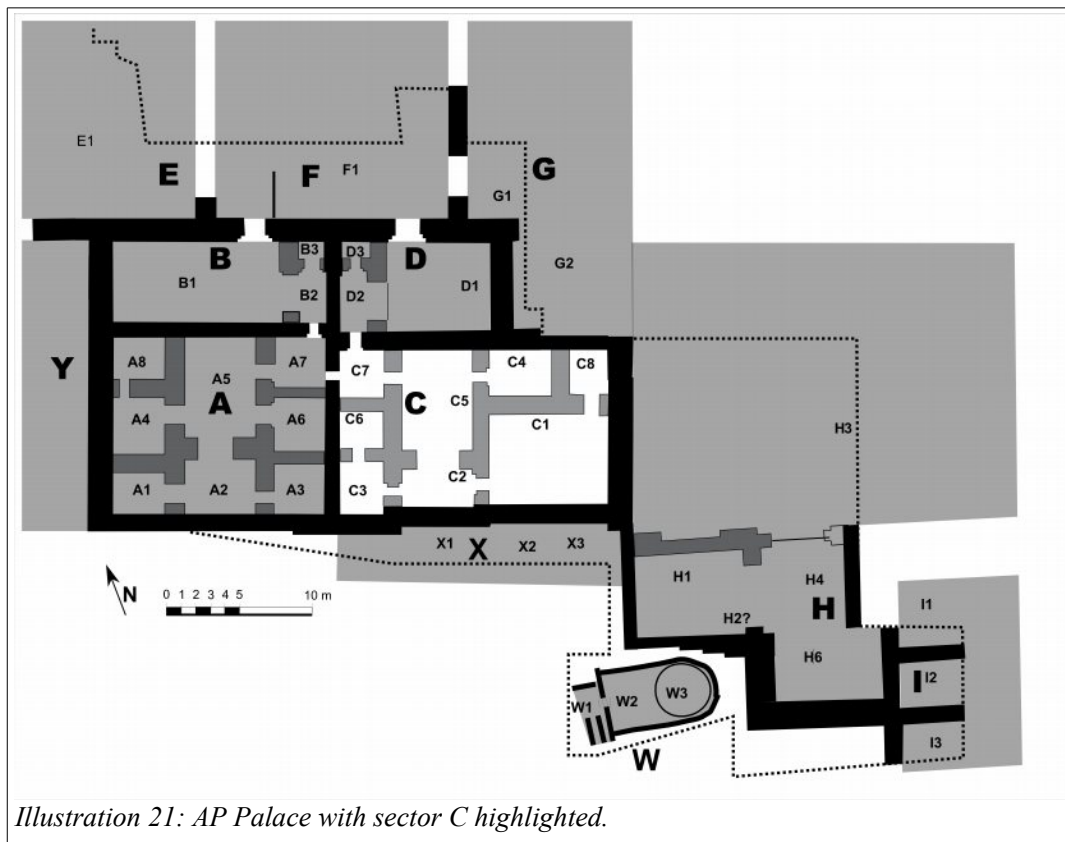 E1
E
F
F1
G1
G
G2
B
B3
B1
B2
D3
D
D2
D1
Y
A8
A5
A7
A
A4
A6
A1
A2
A3
C7
C4
C8
C5
C
C6
C1
C2
C3
H3
X1
X
X2
X3
H1
H4
H2?
H
H6
I1
I
I2
I3
W1
W2
W3
W
N
0 1 2 3 4 5 10 m
Illustration 21: AP Palace with sector C highlighted.